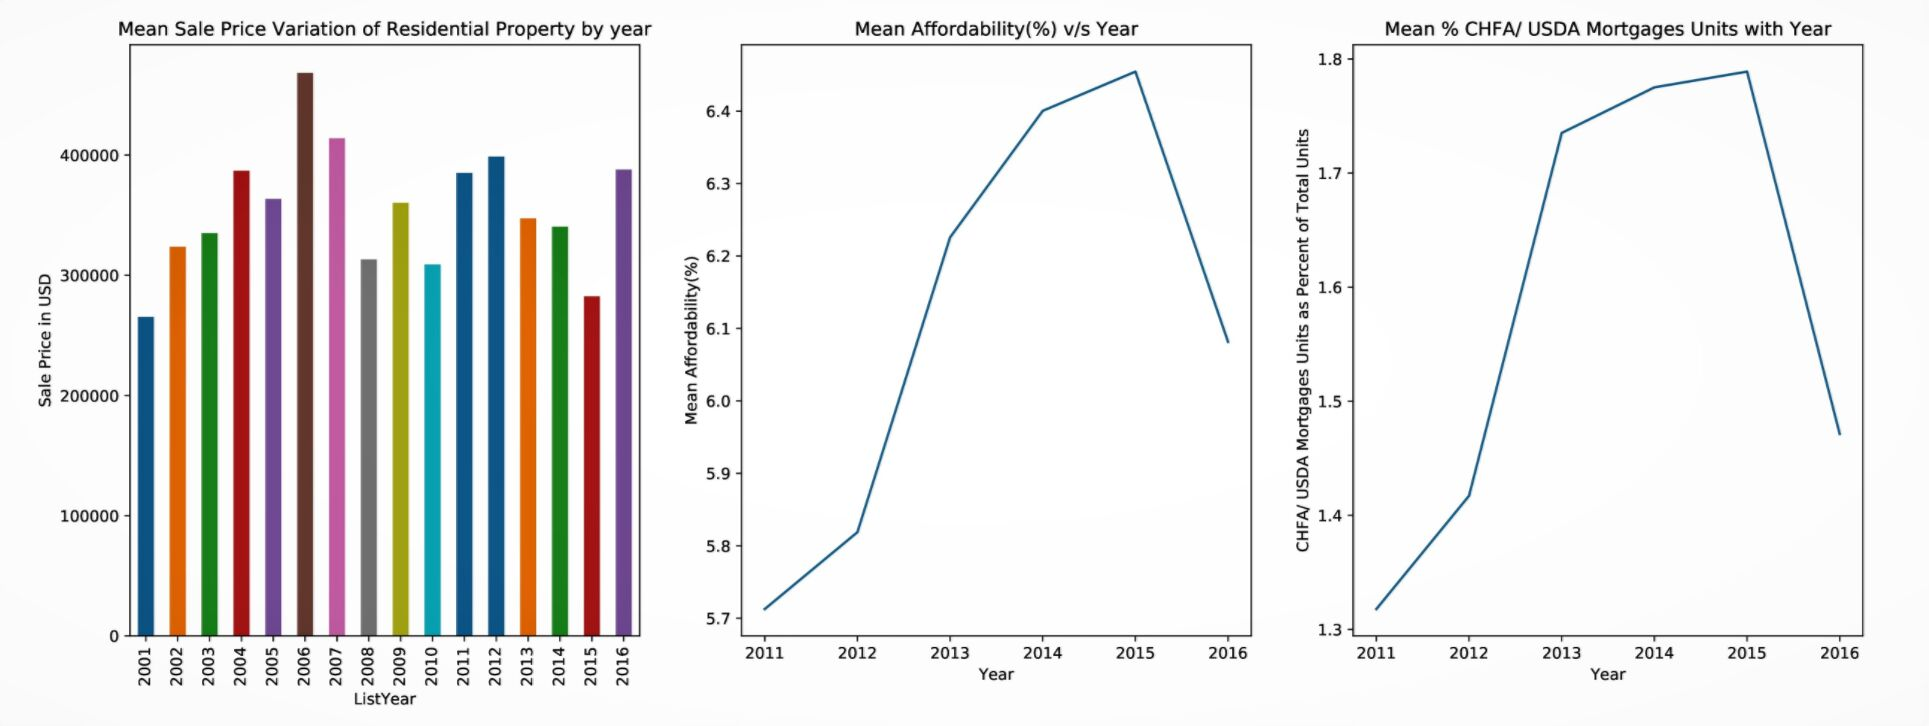 Mean Sale Price Variation of Residential Property by year
Sale Price in USD
400000
300000
200000
100000
0
2001 2002 2003 2004 2005 2006 2007 2008 2009 2010 2011 2012 2013 2014 2015 2016
ListYear
Mean Affordability(%) v/s Year
Mean Affordability(%)
6.4
6.3
6.2
6.1
6.0
5.9
5.8
5.7
2011 2012 2013 2014 2015 2016
Year
Mean % CHFA/ USDA Mortgages Units with Year
CHFA/ USDA Mortgages Units as Percent of Total Units
1.8
1.7
1.6
1.5
1.4
1.3
2011 2012 2013 2014 2015 2016
Year